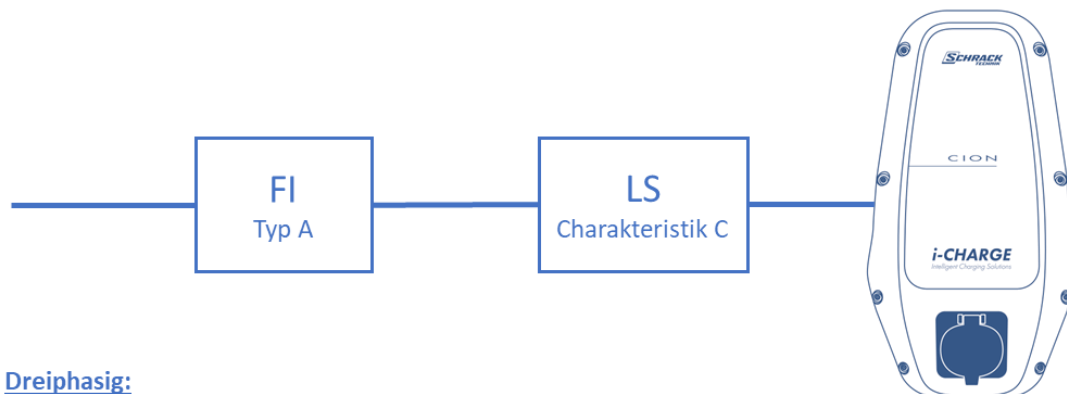 FI
Typ A
LS
Charakteristik C
SCHRACK
TECHNIK
CION
i-CHARGE
Intelligent Charging Solutions
Dreiphasig: